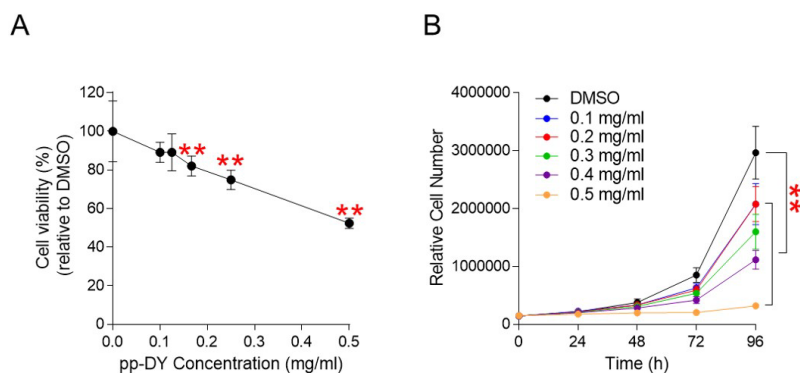 A
Cell viability (%)
(relative to DMSO)
120
100
80
60
40
20
0
**
**
**
0.0
0.1
0.2
0.3
0.4
0.5
pp-DY Concentration (mg/ml)
B
Relative Cell Number
4000000
3000000
2000000
1000000
0
DMSO
0.1 mg/ml
0.2 mg/ml
0.3 mg/ml
0.4 mg/ml
0.5 mg/ml
**
0
24
48
72
96
Time (h)